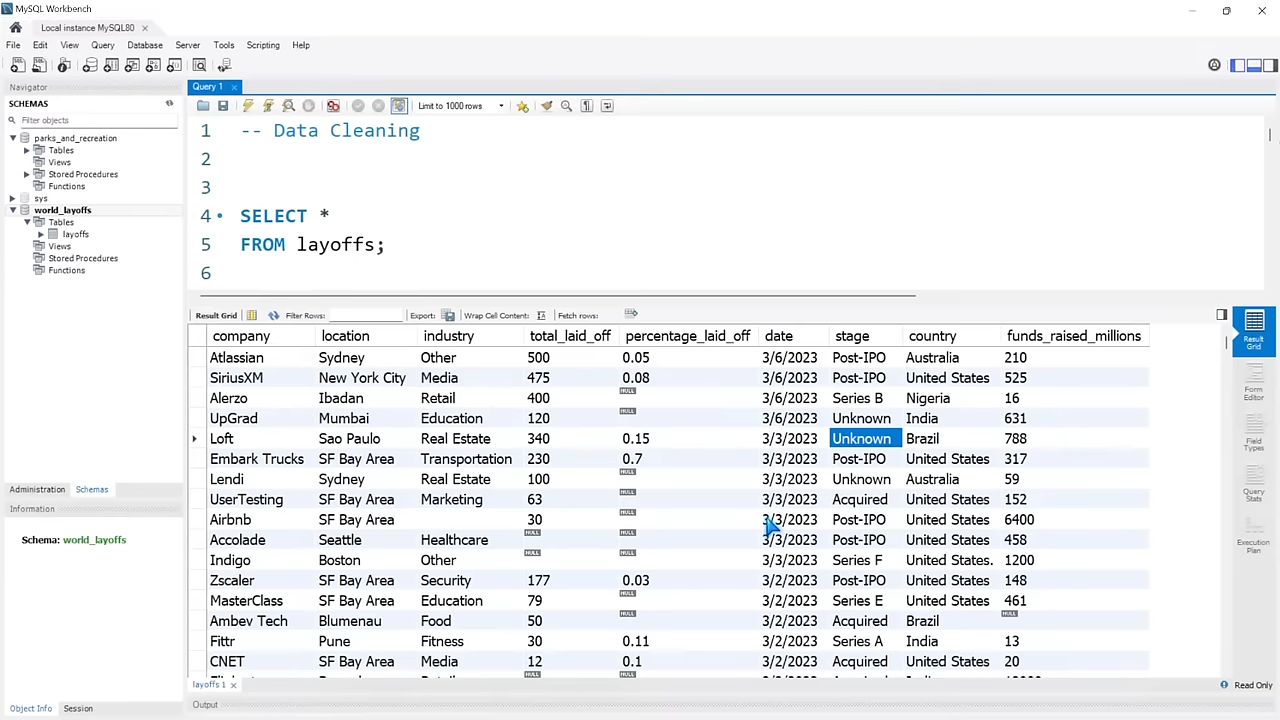 MySQL Workbench
Local instance MySQL80
File Edit View Query Database Server Tools Scripting Help
Navigator
SCHEMAS
Filter objects
parks_and_recreation
Tables
Views
Stored Procedures
Functions
sys
world_layoffs
Tables
layoffs
Views
Stored Procedures
Functions
Administration Schemas
Information
Schema: world_layoffs
Object Info Session
Query 1
Limit to 1000 rows
1 -- Data Cleaning
2
3
4 SELECT *
5 FROM layoffs;
6
Result Grid Filter Rows: Export: Wrap Cell Content: Fetch rows:
company location industry total_laid_off percentage_laid_off date stage country funds_raised_millions
Atlassian Sydney Other 500 0.05 3/6/2023 Post-IPO Australia 210
SiriusXM New York City Media 475 0.08 3/6/2023 Post-IPO United States 525
Alerzo Ibadan Retail 400 NULL 3/6/2023 Series B Nigeria 16
UpGrad Mumbai Education 120 NULL 3/6/2023 Unknown India 631
Loft Sao Paulo Real Estate 340 0.15 3/3/2023 Unknown Brazil 788
Embark Trucks SF Bay Area Transportation 230 0.7 3/3/2023 Post-IPO United States 317
Lendi Sydney Real Estate 100 NULL 3/3/2023 Unknown Australia 59
UserTesting SF Bay Area Marketing 63 NULL 3/3/2023 Acquired United States 152
Airbnb SF Bay Area 30 NULL 3/3/2023 Post-IPO United States 6400
Accolade Seattle Healthcare NULL NULL 3/3/2023 Post-IPO United States 458
Indigo Boston Other NULL NULL 3/3/2023 Series F United States. 1200
Zscaler SF Bay Area Security 177 0.03 3/2/2023 Post-IPO United States 148
MasterClass SF Bay Area Education 79 NULL 3/2/2023 Series E United States 461
Ambev Tech Blumenau Food 50 NULL 3/2/2023 Acquired Brazil NULL
Fittr Pune Fitness 30 0.11 3/2/2023 Series A India 13
CNET SF Bay Area Media 12 0.1 3/2/2023 Acquired United States 20
NULL NULL
layoffs 1
Output
Result Grid
Form Editor
Field Types
Query Stats
Execution Plan
Read Only